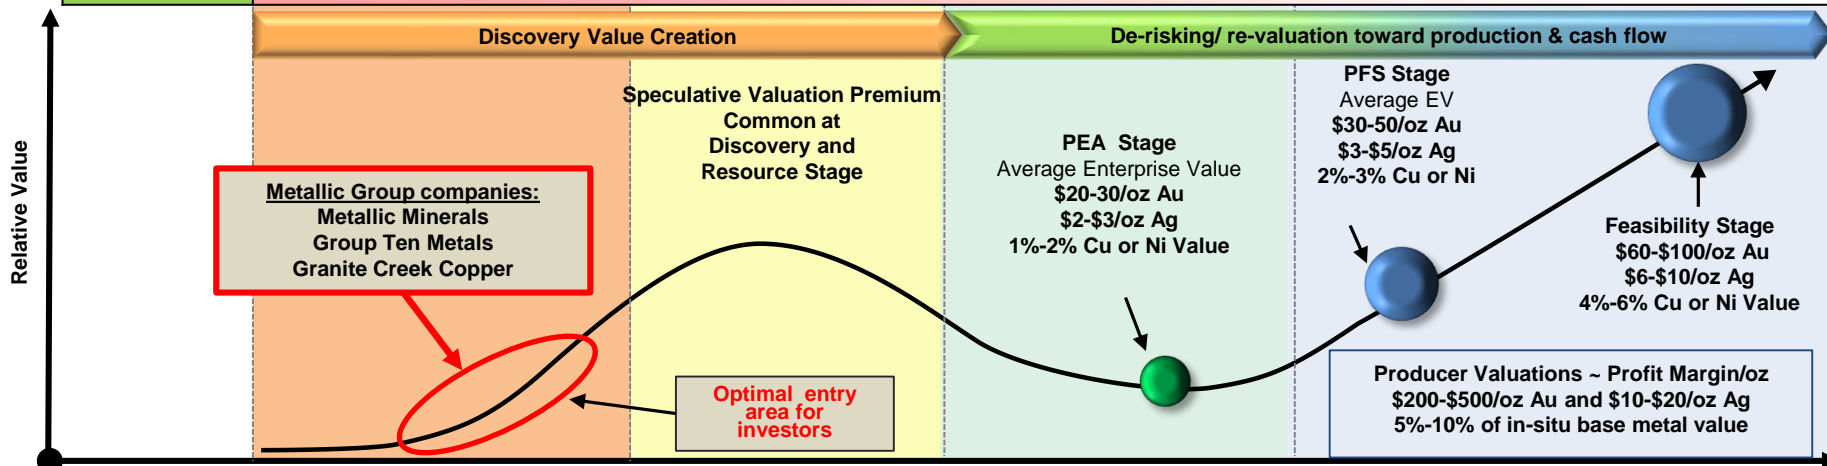 Discovery Value Creation
De-risking/ re-valuation toward production & cash flow
Relative Value
Metallic Group companies:
Metallic Minerals
Group Ten Metals
Granite Creek Copper
Speculative Valuation Premium
Common at
Discovery and
Resource Stage
Optimal entry
area for
investors
PEA Stage
Average Enterprise Value
$20-30/oz Au
$2-$3/oz Ag
1%-2% Cu or Ni Value
PFS Stage
Average EV
$30-50/oz Au
$3-$5/oz Ag
2%-3% Cu or Ni
Feasibility Stage
$60-$100/oz Au
$6-$10/oz Ag
4%-6% Cu or Ni Value
Producer Valuations ~ Profit Margin/oz
$200-$500/oz Au and $10-$20/oz Ag
5%-10% of in-situ base metal value